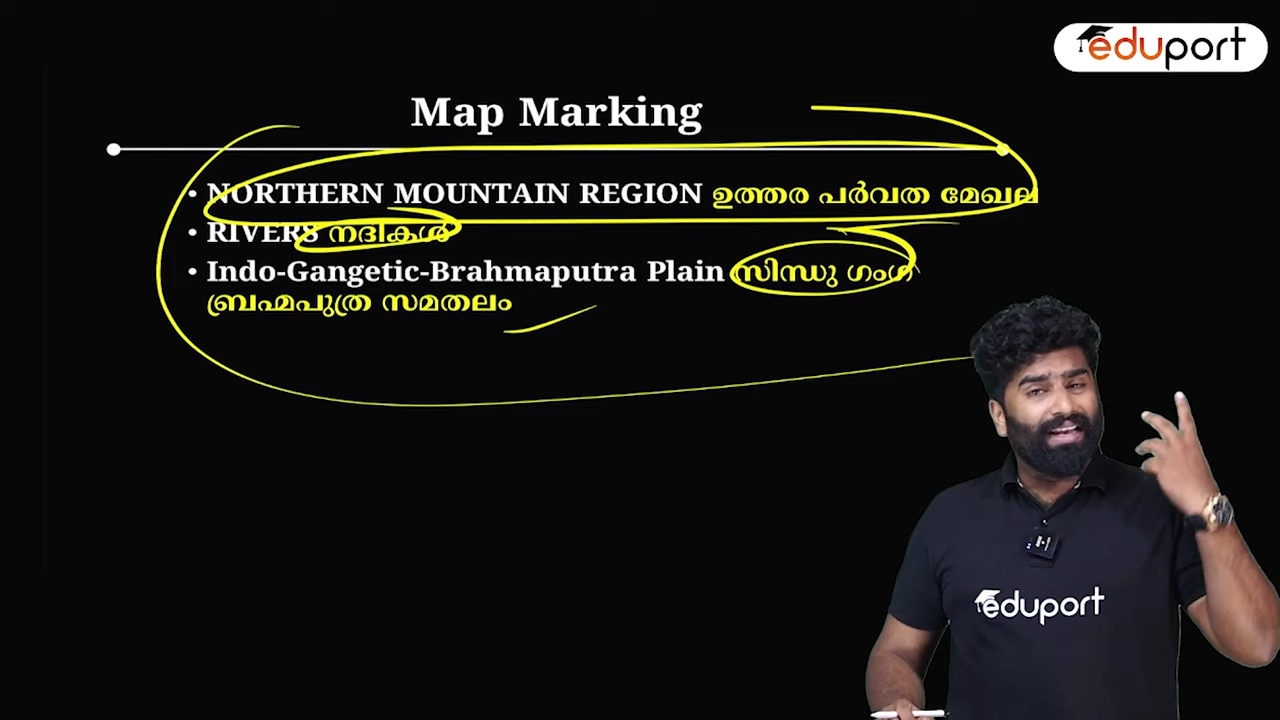 eduport
Map Marking
• NORTHERN MOUNTAIN REGION ഉത്തര പർവത മേഖല
• RIVERS നദികൾ
• Indo-Gangetic-Brahmaputra Plain സിന്ധു ഗംഗ
ബ്രഹ്മപുത്ര സമതലം
eduport